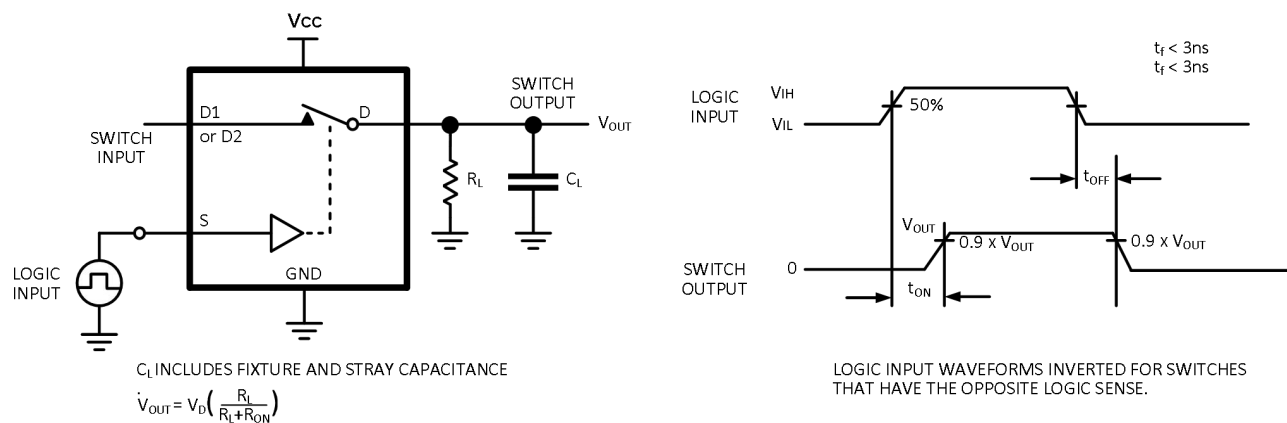 Vcc
D1
or D2
D
SWITCH
INPUT
SWITCH
OUTPUT
VOUT
RL
CL
S
LOGIC
INPUT
GND
CL INCLUDES FIXTURE AND STRAY CAPACITANCE
VOUT = VD( RL / RL+RON )
tf < 3ns
tf < 3ns
LOGIC
INPUT
VIH
VIL
50%
tOFF
VOUT
0.9 x VOUT
0.9 x VOUT
SWITCH
OUTPUT
0
tON
LOGIC INPUT WAVEFORMS INVERTED FOR SWITCHES
THAT HAVE THE OPPOSITE LOGIC SENSE.